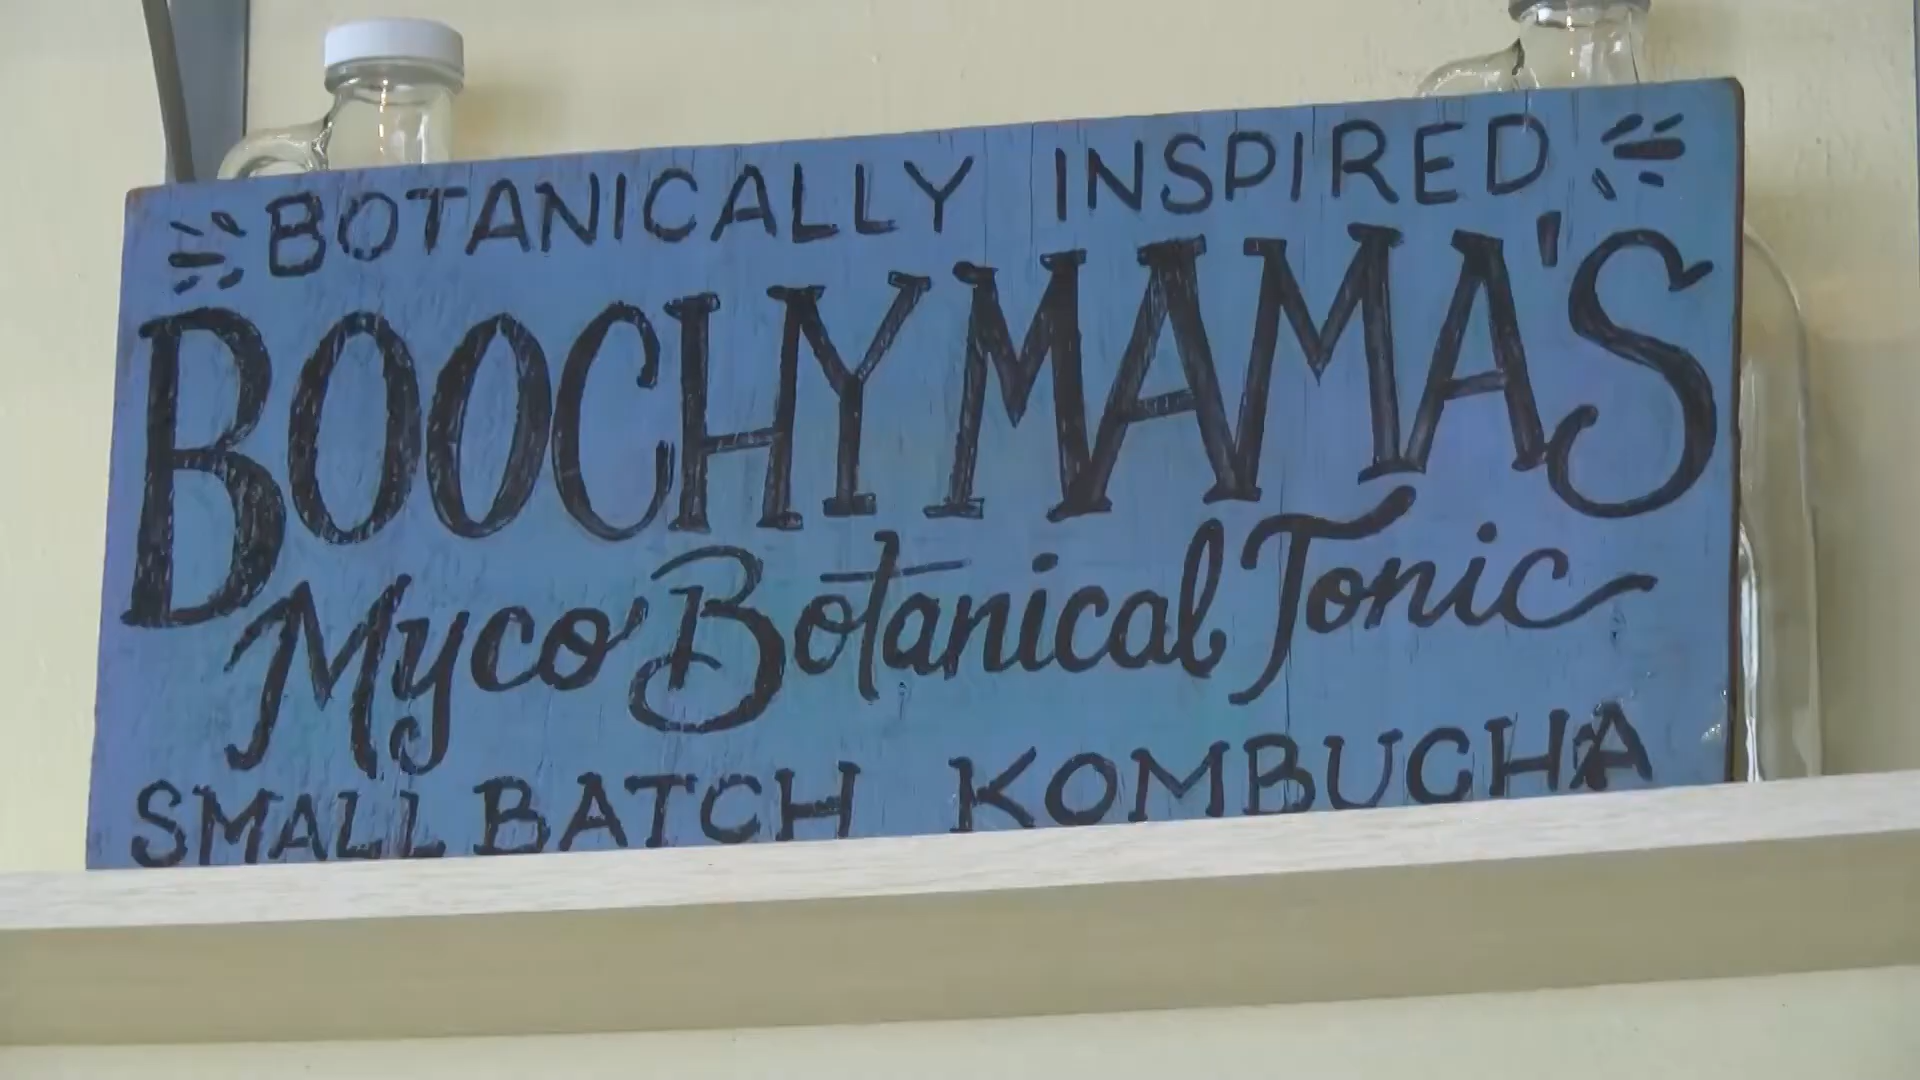 BOTANICALLY INSPIRED
BOOCHY MAMA'S
Myco Botanical Tonic
SMALL BATCH KOMBUCHA